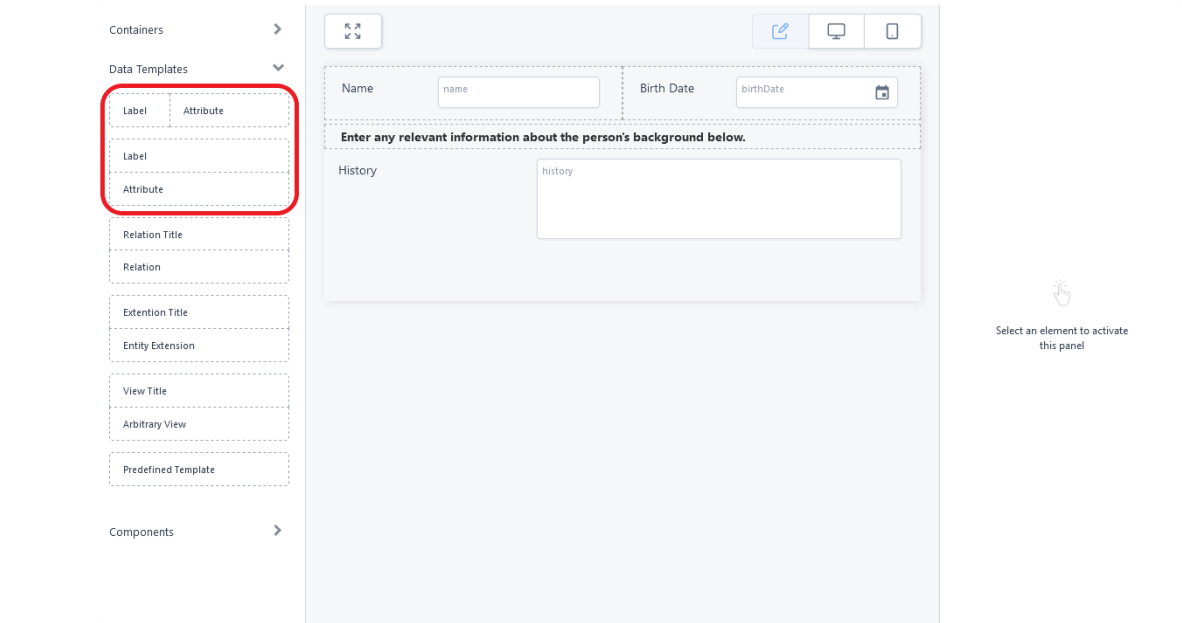 Containers
Data Templates
Label Attribute
Label
Attribute
Relation Title
Relation
Extention Title
Entity Extension
View Title
Arbitrary View
Predefined Template
Components
Name name Birth Date birthDate
Enter any relevant information about the person's background below.
History history
Select an element to activate
this panel